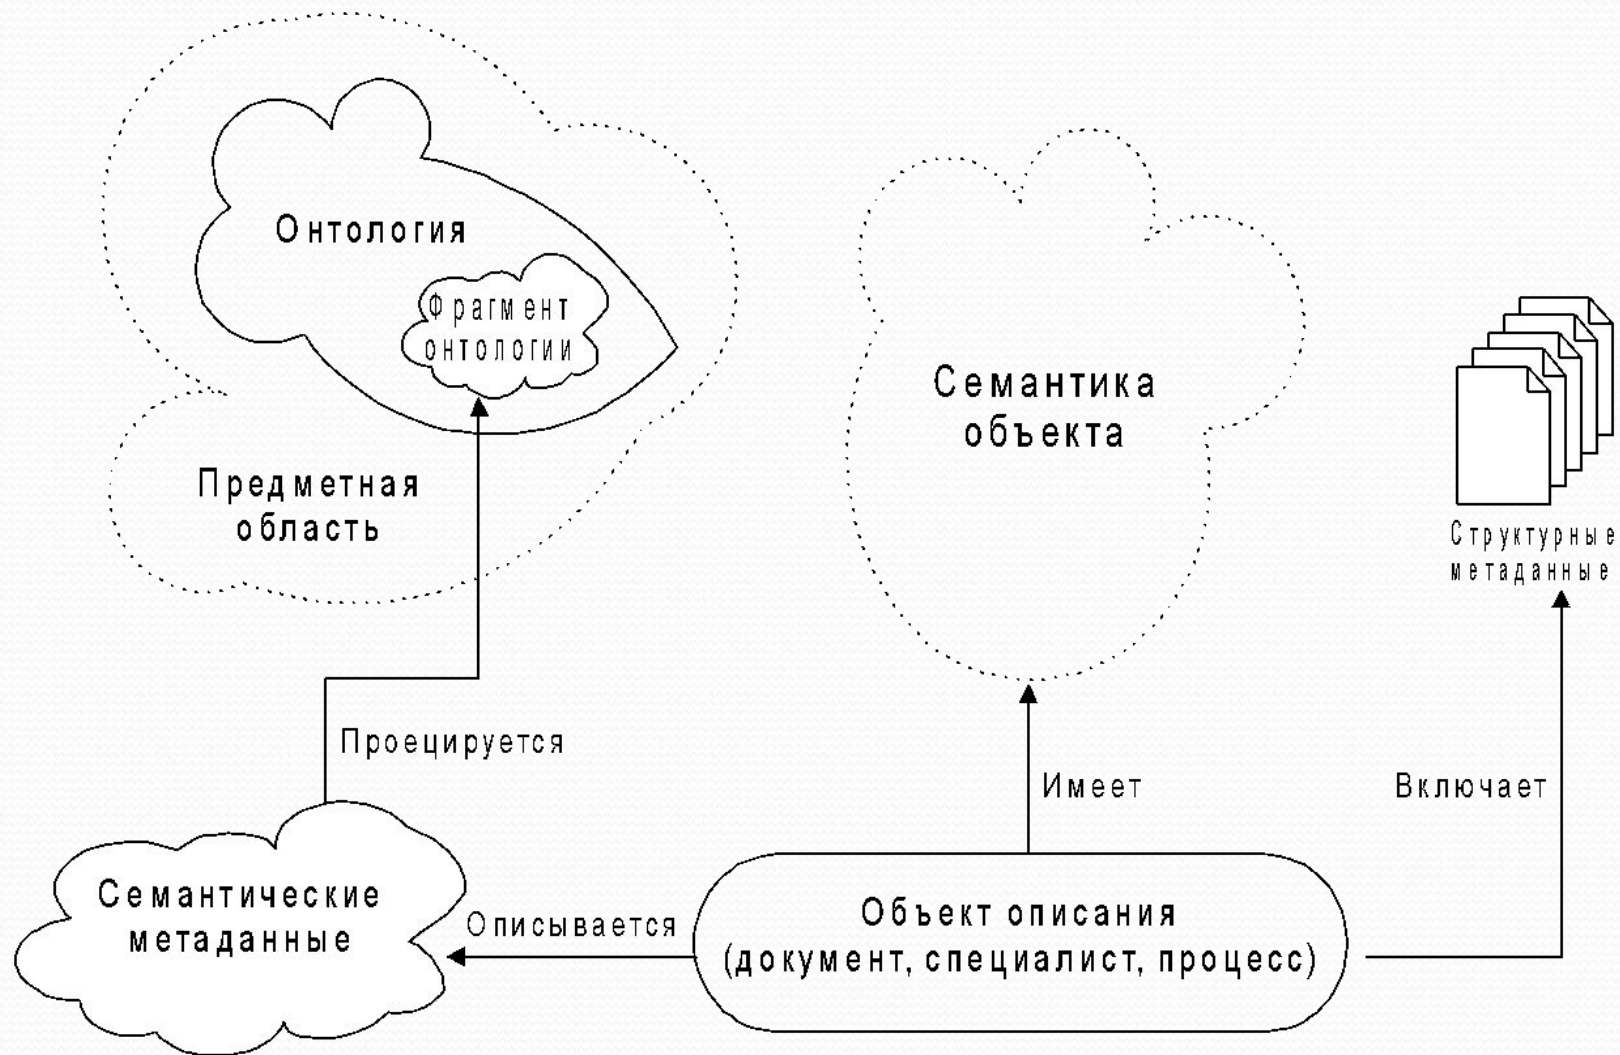 Онтология
Фрагмент
онтологии
Предметная
область
Семантика
объекта
Структурные
метаданные
Проецируется
Имеет
Включает
Семантические
метаданные
Описывается
Объект описания
(документ, специалист, процесс)